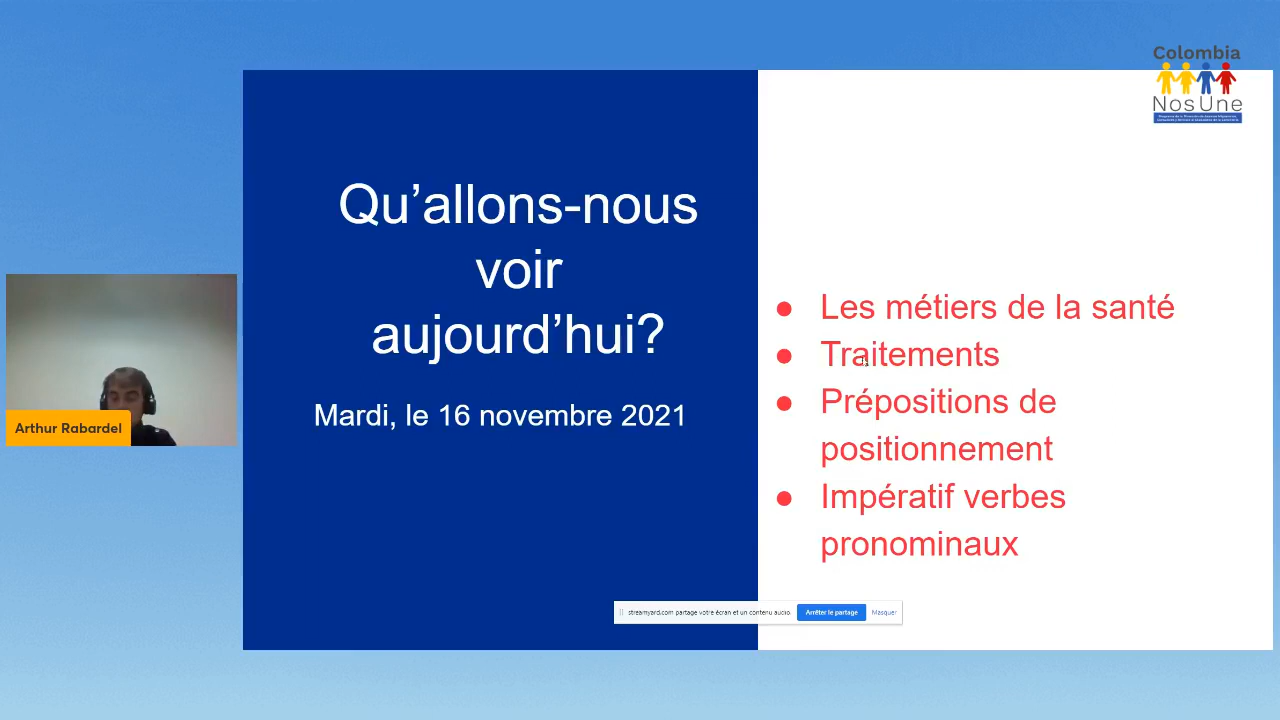 Colombia
NosUne
Qu’allons-nous
voir
aujourd’hui?
Mardi, le 16 novembre 2021
● Les métiers de la santé
● Traitements
● Prépositions de
positionnement
● Impératif verbes
pronominaux
Arthur Rabardel
streamyard.com partage votre écran et un contenu audio.
Arrêter le partage
Masquer